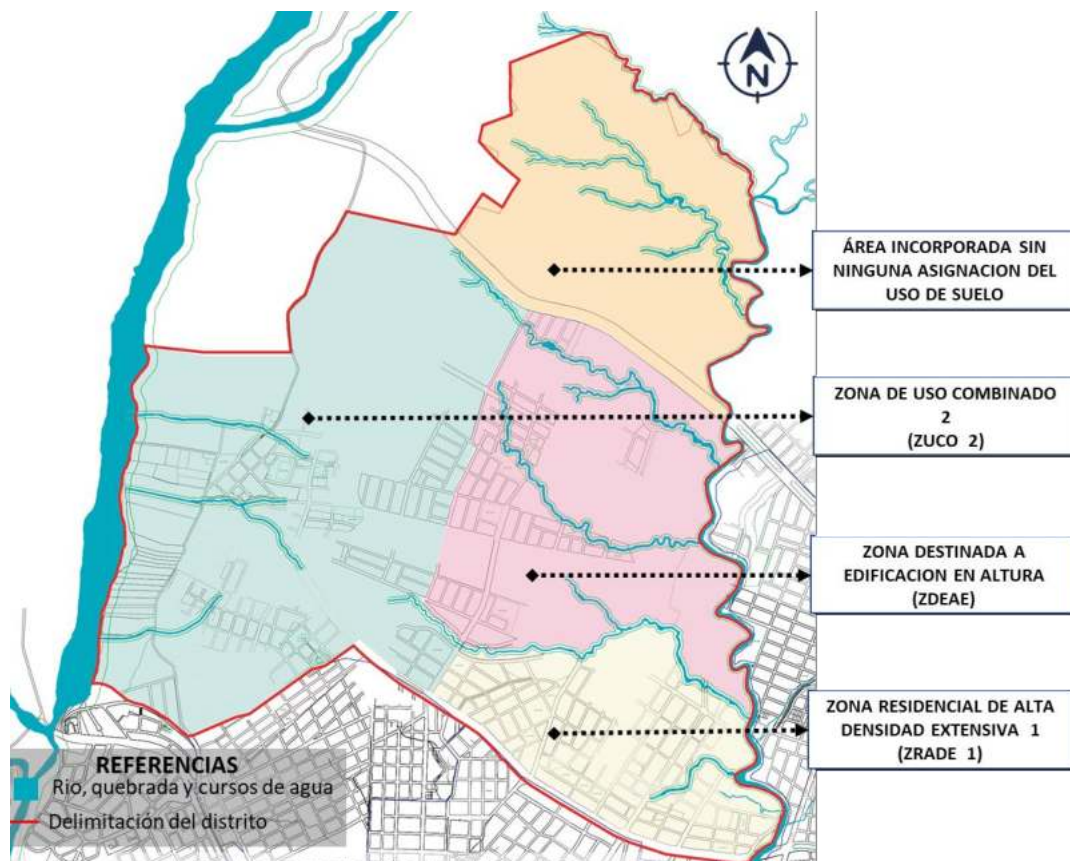 N
ÁREA INCORPORADA SIN
NINGUNA ASIGNACION DEL
USO DE SUELO
ZONA DE USO COMBINADO
2
(ZUCO 2)
ZONA DESTINADA A
EDIFICACION EN ALTURA
(ZDEAE)
ZONA RESIDENCIAL DE ALTA
DENSIDAD EXTENSIVA 1
(ZRADE 1)
REFERENCIAS
Rio, quebrada y cursos de agua
Delimitación del distrito